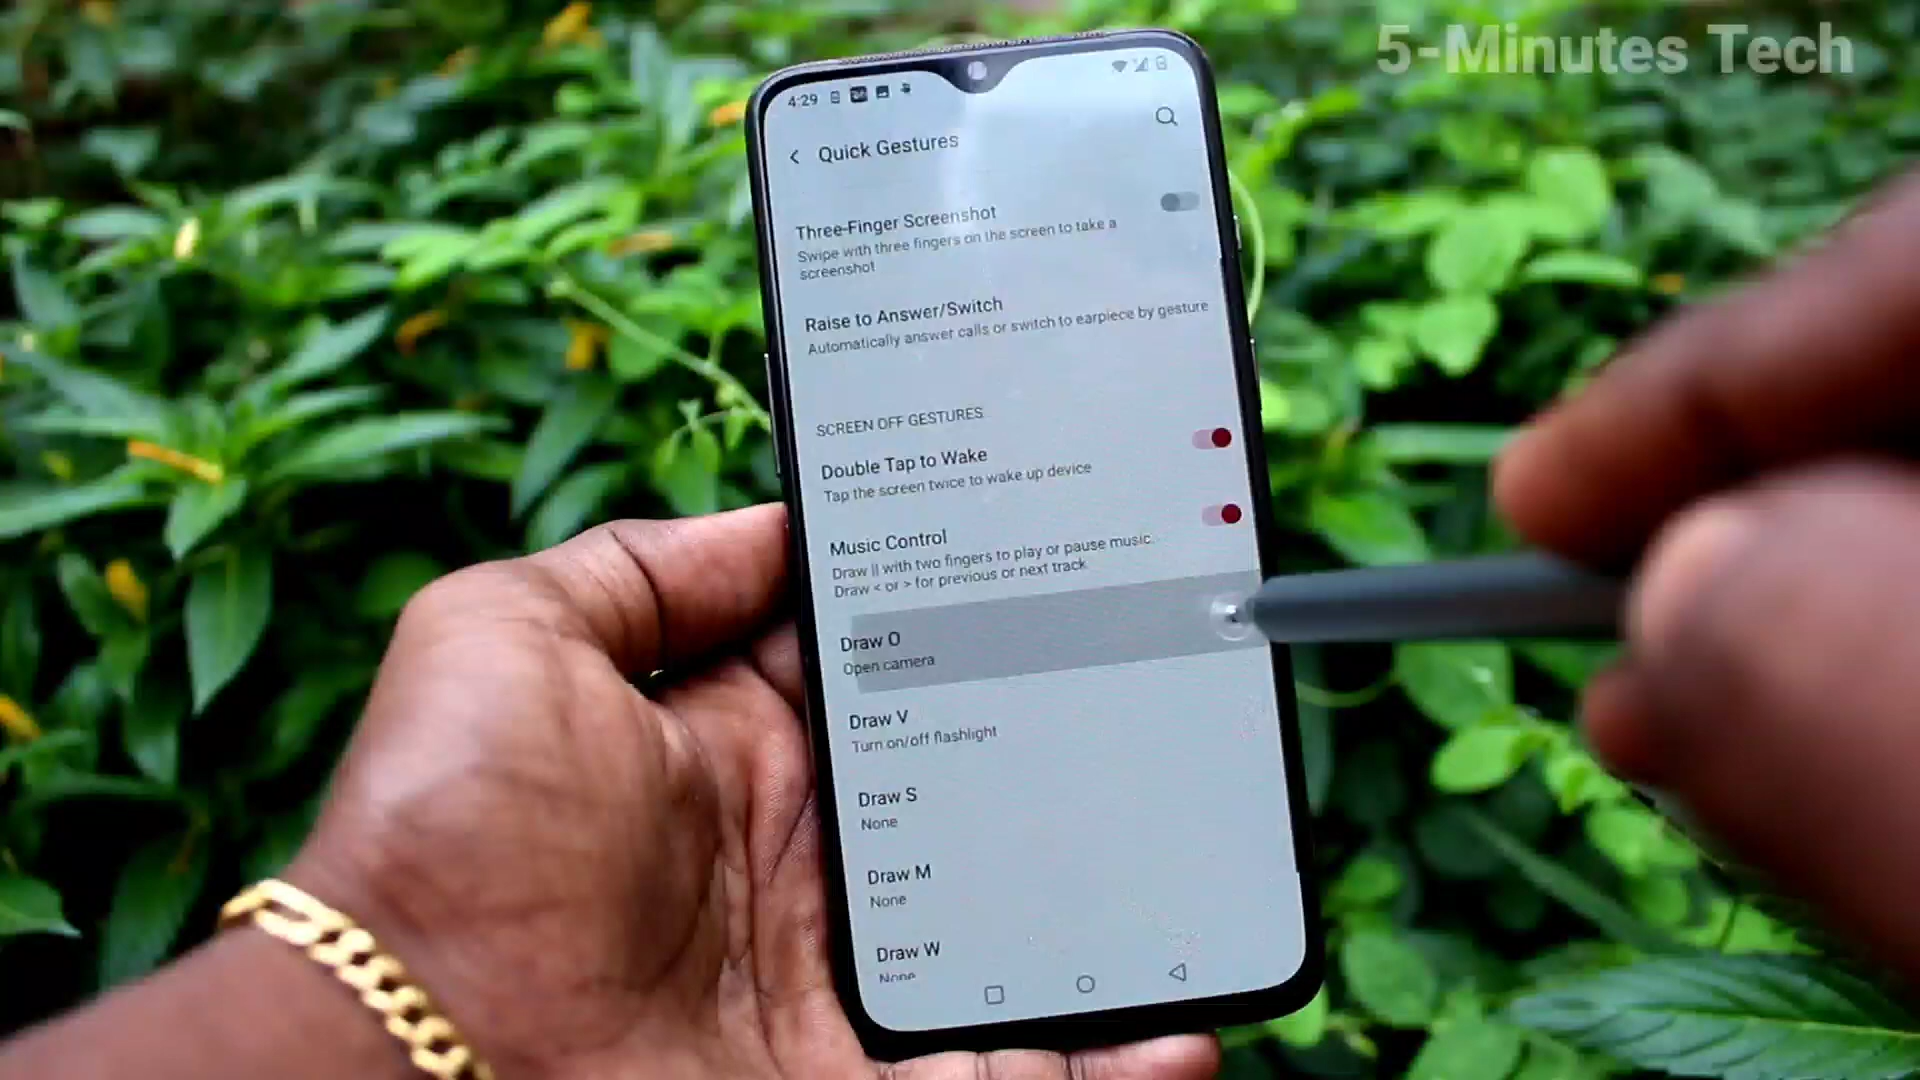 5-Minutes Tech
4:29
Quick Gestures
Three-Finger Screenshot
Swipe with three fingers on the screen to take a
screenshot
Raise to Answer/Switch
Automatically answer calls or switch to earpiece by gesture
SCREEN OFF GESTURES
Double Tap to Wake
Tap the screen twice to wake up device
Music Control
Draw || with two fingers to play or pause music.
Draw < or > for previous or next track
Draw O
Open camera
Draw V
Turn on/off flashlight
Draw S
None
Draw M
None
Draw W
None